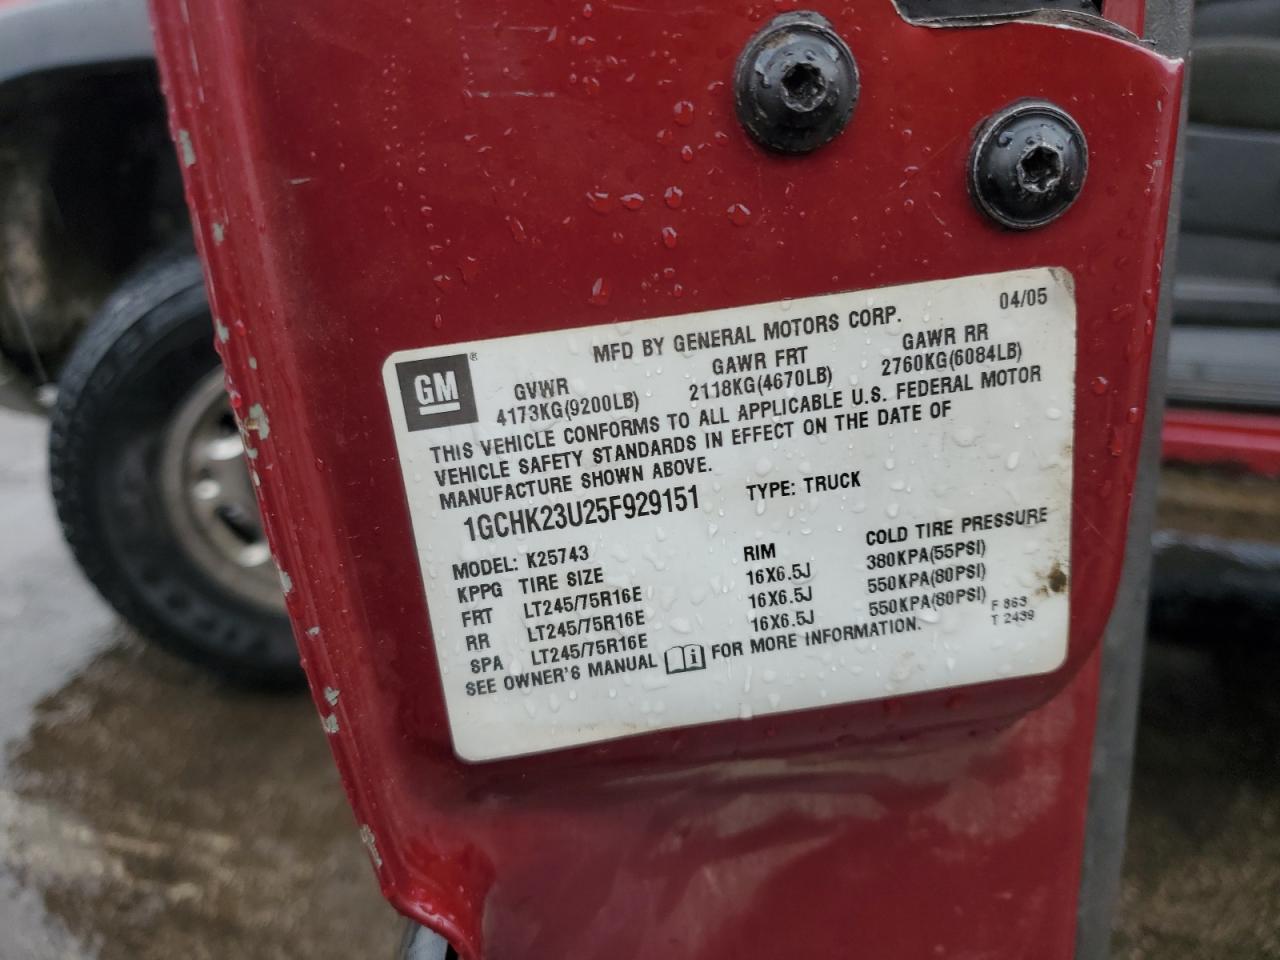 GM ®
MFD BY GENERAL MOTORS CORP. 04/05
GVWR GAWR FRT GAWR RR
4173KG(9200LB) 2118KG(4670LB) 2760KG(6084LB)
THIS VEHICLE CONFORMS TO ALL APPLICABLE U.S. FEDERAL MOTOR
VEHICLE SAFETY STANDARDS IN EFFECT ON THE DATE OF
MANUFACTURE SHOWN ABOVE.
1GCHK23U25F929151 TYPE: TRUCK
MODEL: K25743
KPPG TIRE SIZE RIM COLD TIRE PRESSURE
FRT LT245/75R16E 16X6.5J 380KPA(55PSI)
RR LT245/75R16E 16X6.5J 550KPA(80PSI)
SPA LT245/75R16E 16X6.5J 550KPA(80PSI)
SEE OWNER'S MANUAL i FOR MORE INFORMATION.
F 863
T 2439